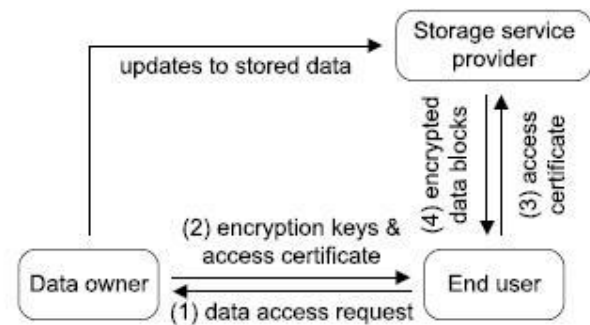 Storage service
provider
updates to stored data
(4) encrypted
data blocks
(3) access
certificate
(2) encryption keys &
access certificate
Data owner
End user
(1) data access request